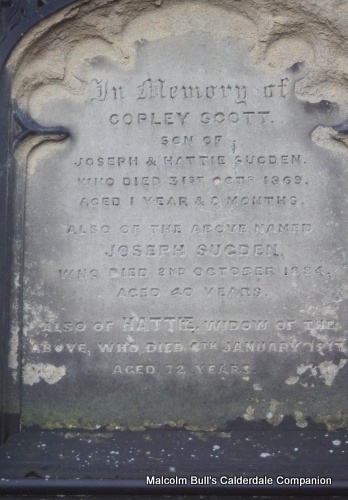 In Memory of
COPLEY SCOTT.
SON OF
JOSEPH & HATTIE SUGDEN.
WHO DIED 31ST OCTR 1869.
AGED 1 YEAR & MONTHS.
ALSO OF THE ABOVE NAMED
JOSEPH SUGDEN,
WHO DIED 2ND OCTOBER 1884,
AGED 40 YEARS.
ALSO OF HATTIE, WIDOW OF THE
ABOVE, WHO DIED JANUARY 1917
AGED 72 YEARS.
Malcolm Bull's Calderdale Companion